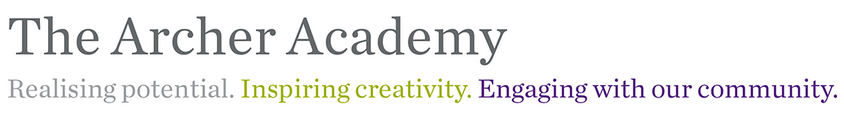 The Archer Academy
Realising potential. Inspiring creativity. Engaging with our community.